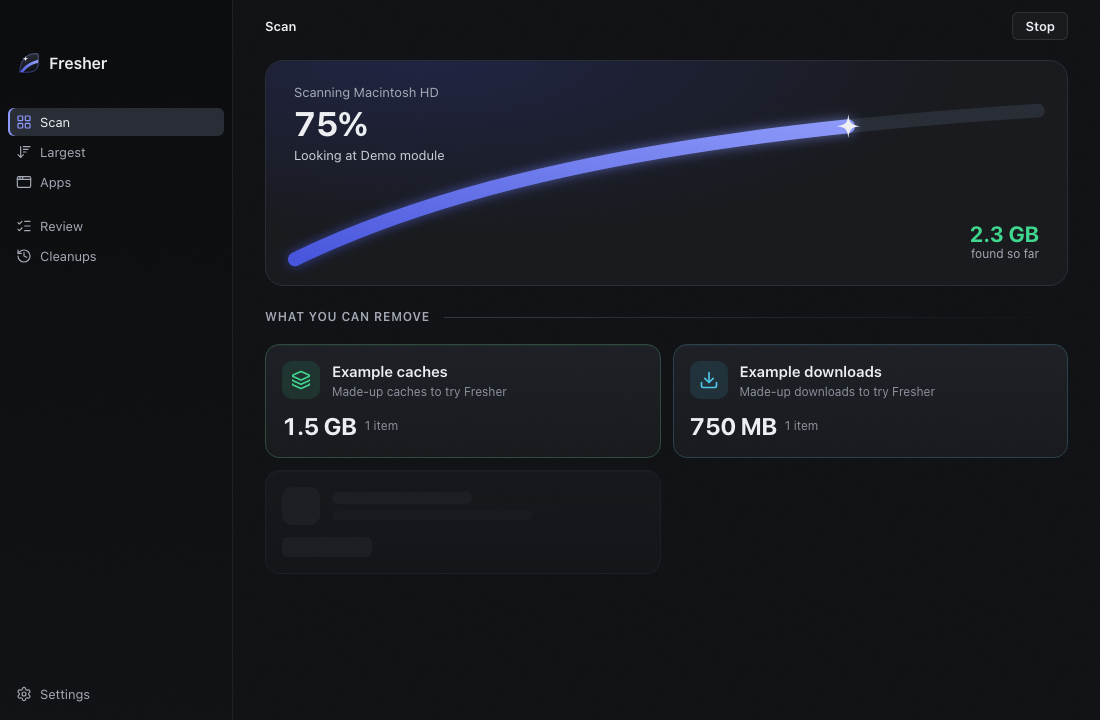 Scan
Stop
Fresher
Scan
Largest
Apps
Review
Cleanups
Settings
Scanning Macintosh HD
75%
Looking at Demo module
2.3 GB
found so far
WHAT YOU CAN REMOVE
Example caches
Made-up caches to try Fresher
1.5 GB 1 item
Example downloads
Made-up downloads to try Fresher
750 MB 1 item